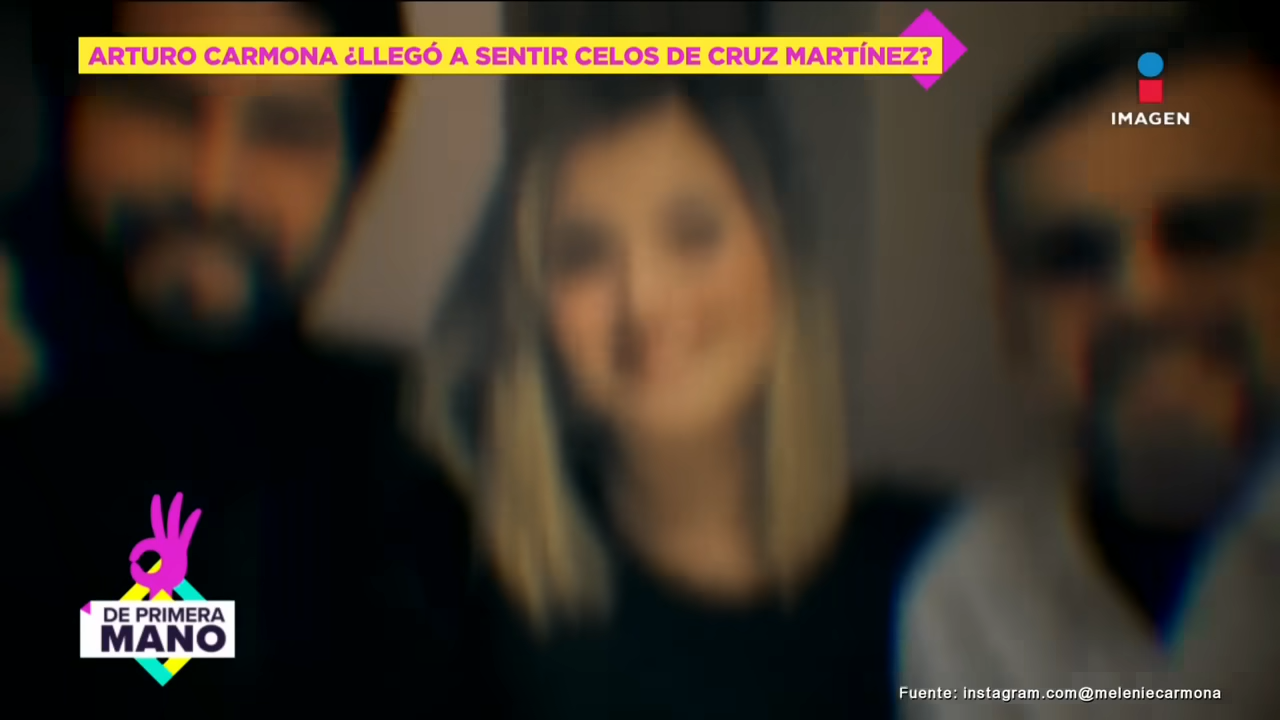 ARTURO CARMONA ¿LLEGÓ A SENTIR CELOS DE CRUZ MARTÍNEZ?
IMAGEN
DE PRIMERA
MANO
Fuente: instagram.com@meleniecarmona